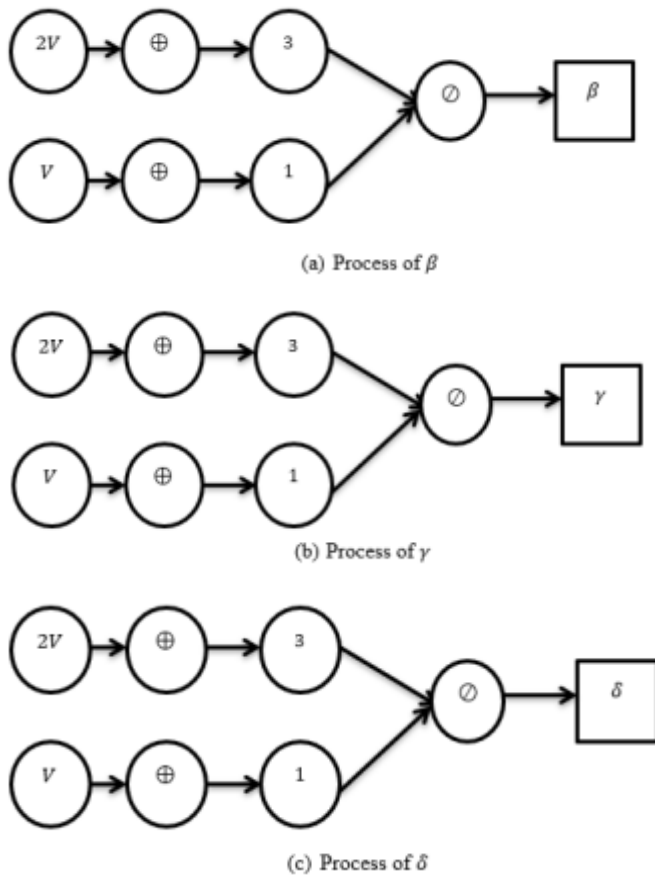 2V ⊕ 3
∅ β
V ⊕ 1
(a) Process of β
2V ⊕ 3
∅ γ
V ⊕ 1
(b) Process of γ
2V ⊕ 3
∅ δ
V ⊕ 1
(c) Process of δ